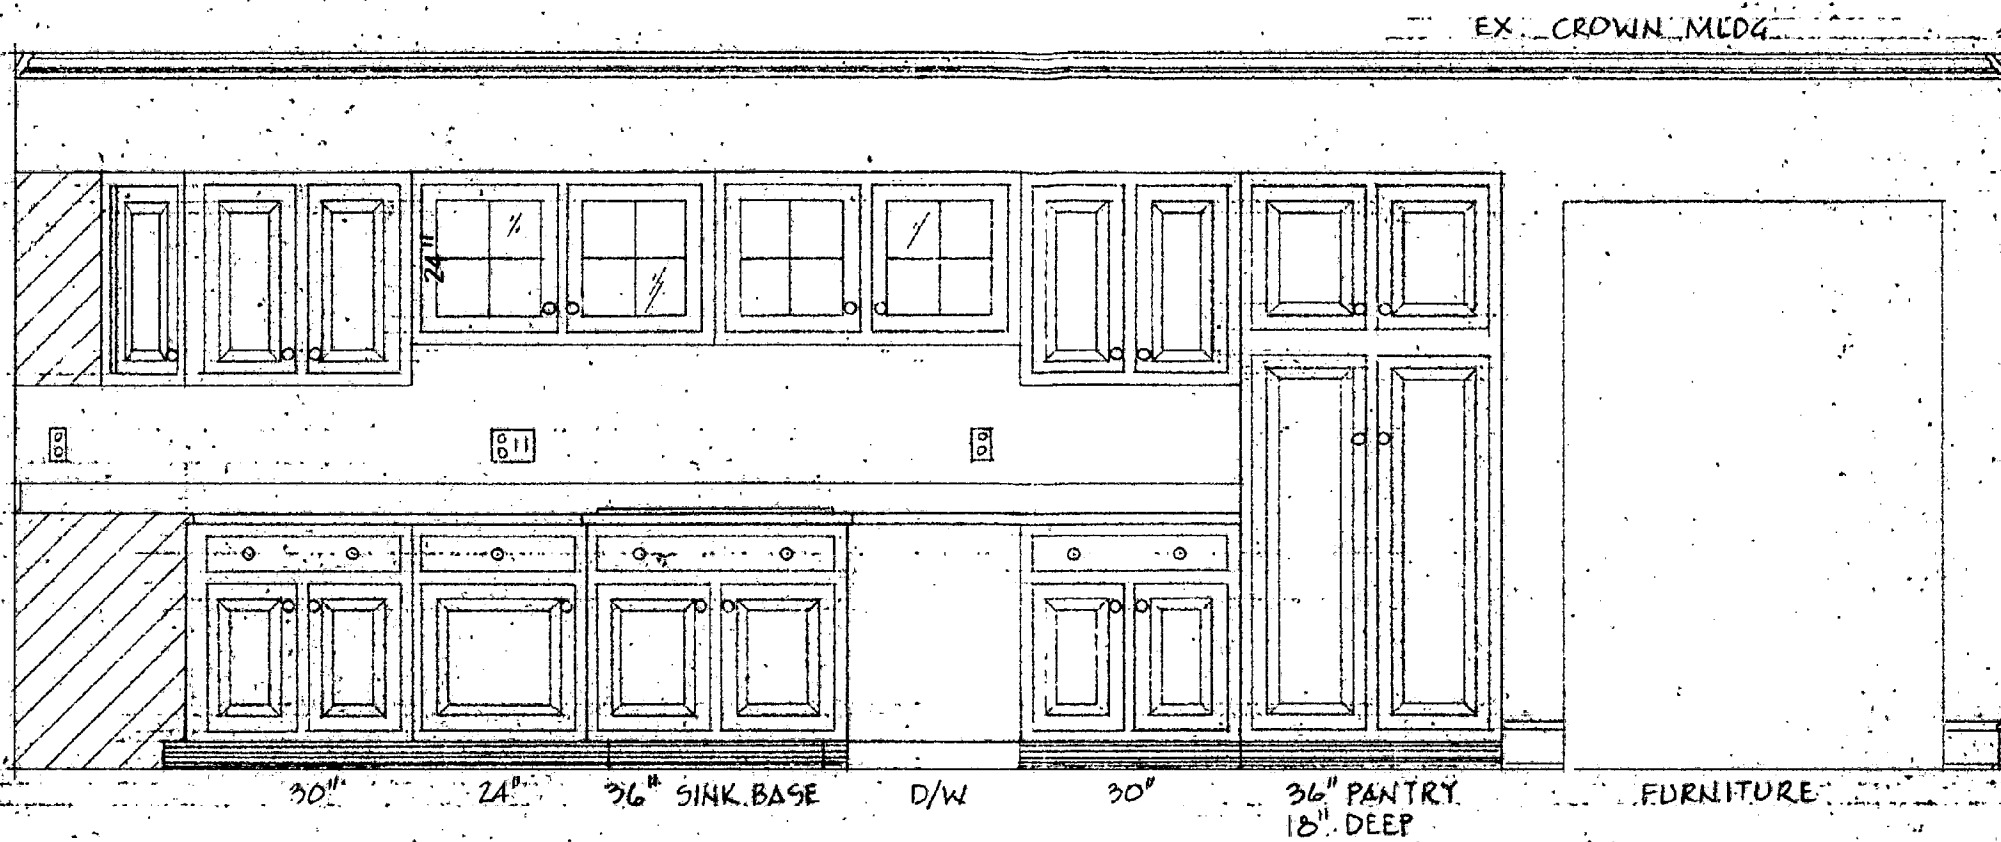 EX. CROWN MLDG
24"
30"
24"
36" SINK BASE
D/W
30"
36" PANTRY
18" DEEP
FURNITURE